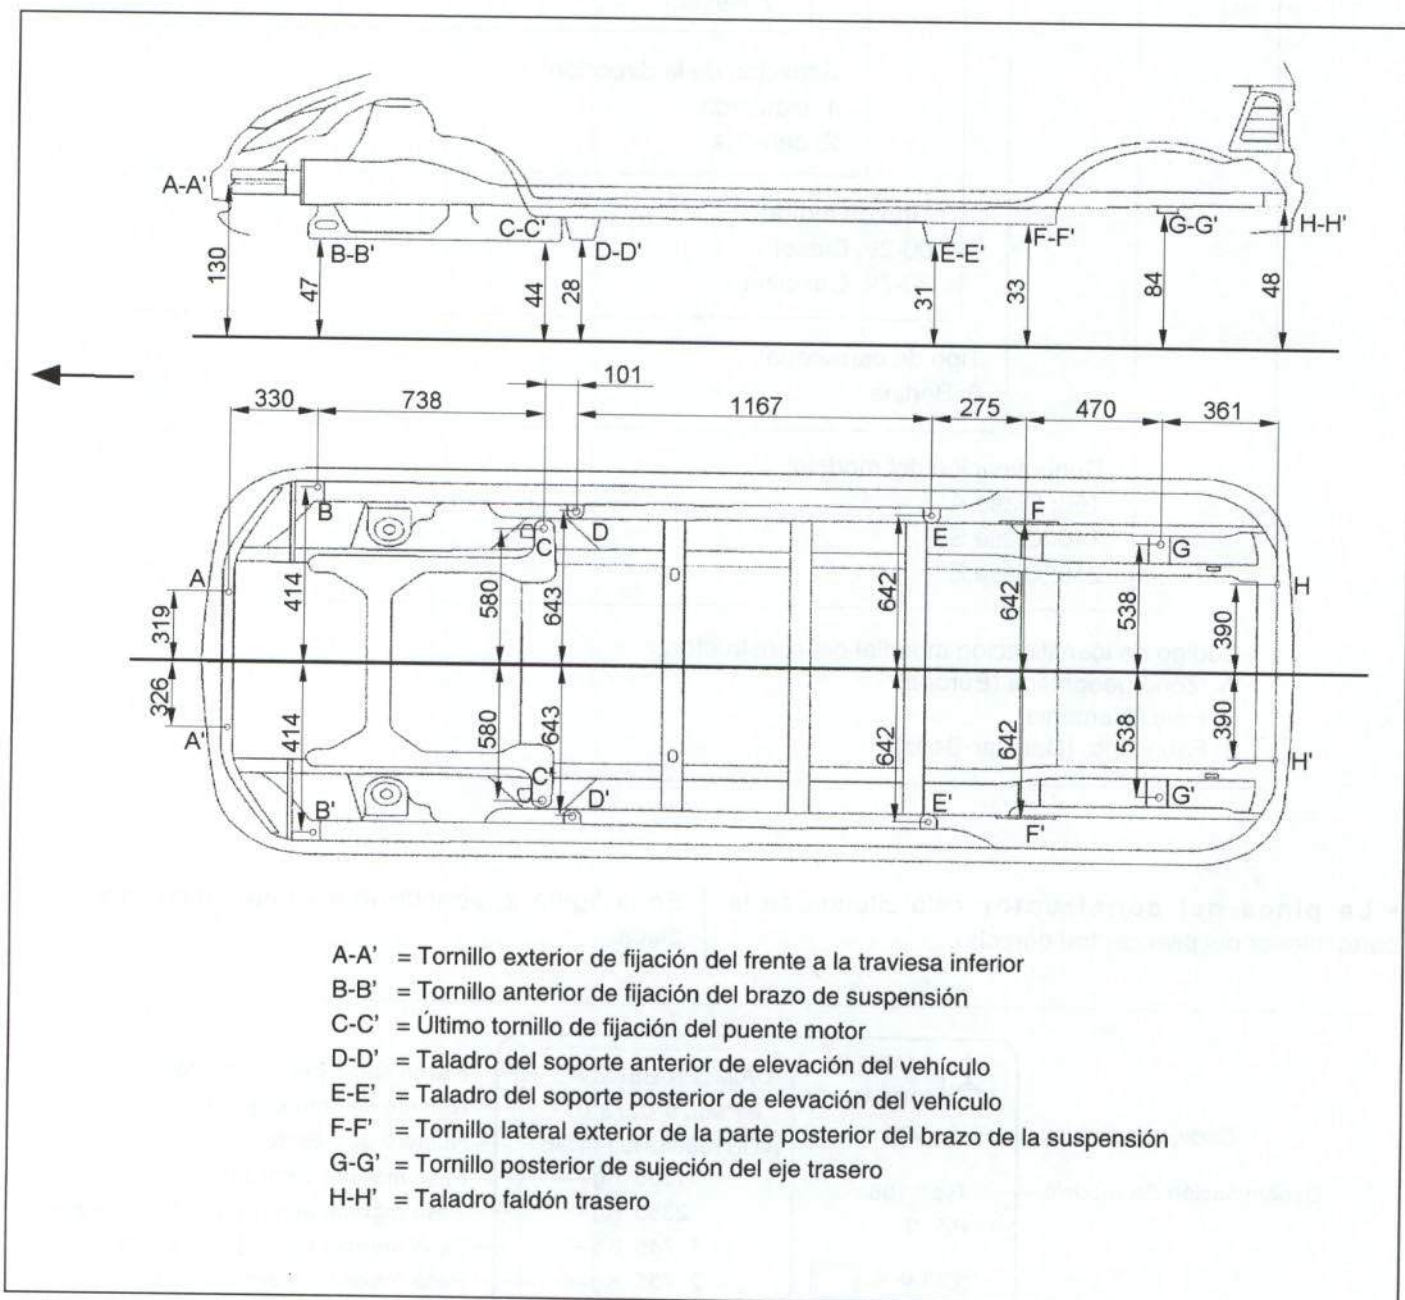 A-A'
B-B'
C-C'
D-D'
E-E'
F-F'
G-G'
H-H'
130
47
44
28
31
33
84
48
101
330
738
1167
275
470
361
A
B
C
D
E
F
G
H
319
414
580
643
642
642
538
390
326
414
580
643
642
642
538
390
A'
B'
C'
D'
E'
F'
G'
H'
A-A' = Tornillo exterior de fijación del frente a la traviesa inferior
B-B' = Tornillo anterior de fijación del brazo de suspensión
C-C' = Último tornillo de fijación del puente motor
D-D' = Taladro del soporte anterior de elevación del vehículo
E-E' = Taladro del soporte posterior de elevación del vehículo
F-F' = Tornillo lateral exterior de la parte posterior del brazo de la suspensión
G-G' = Tornillo posterior de sujeción del eje trasero
H-H' = Taladro faldón trasero